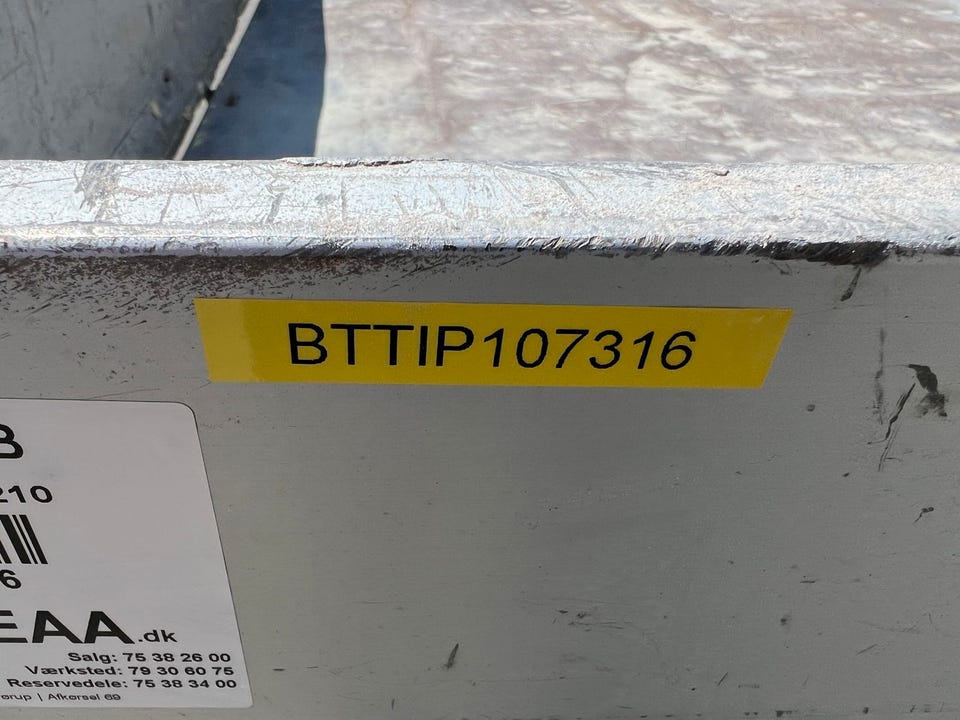 BTTIP107316
B
210
6
EAA.dk
Salg: 75 38 26 00
Værksted: 79 30 60 75
Reservedele: 75 38 34 00
ørup | Afkørsel 69